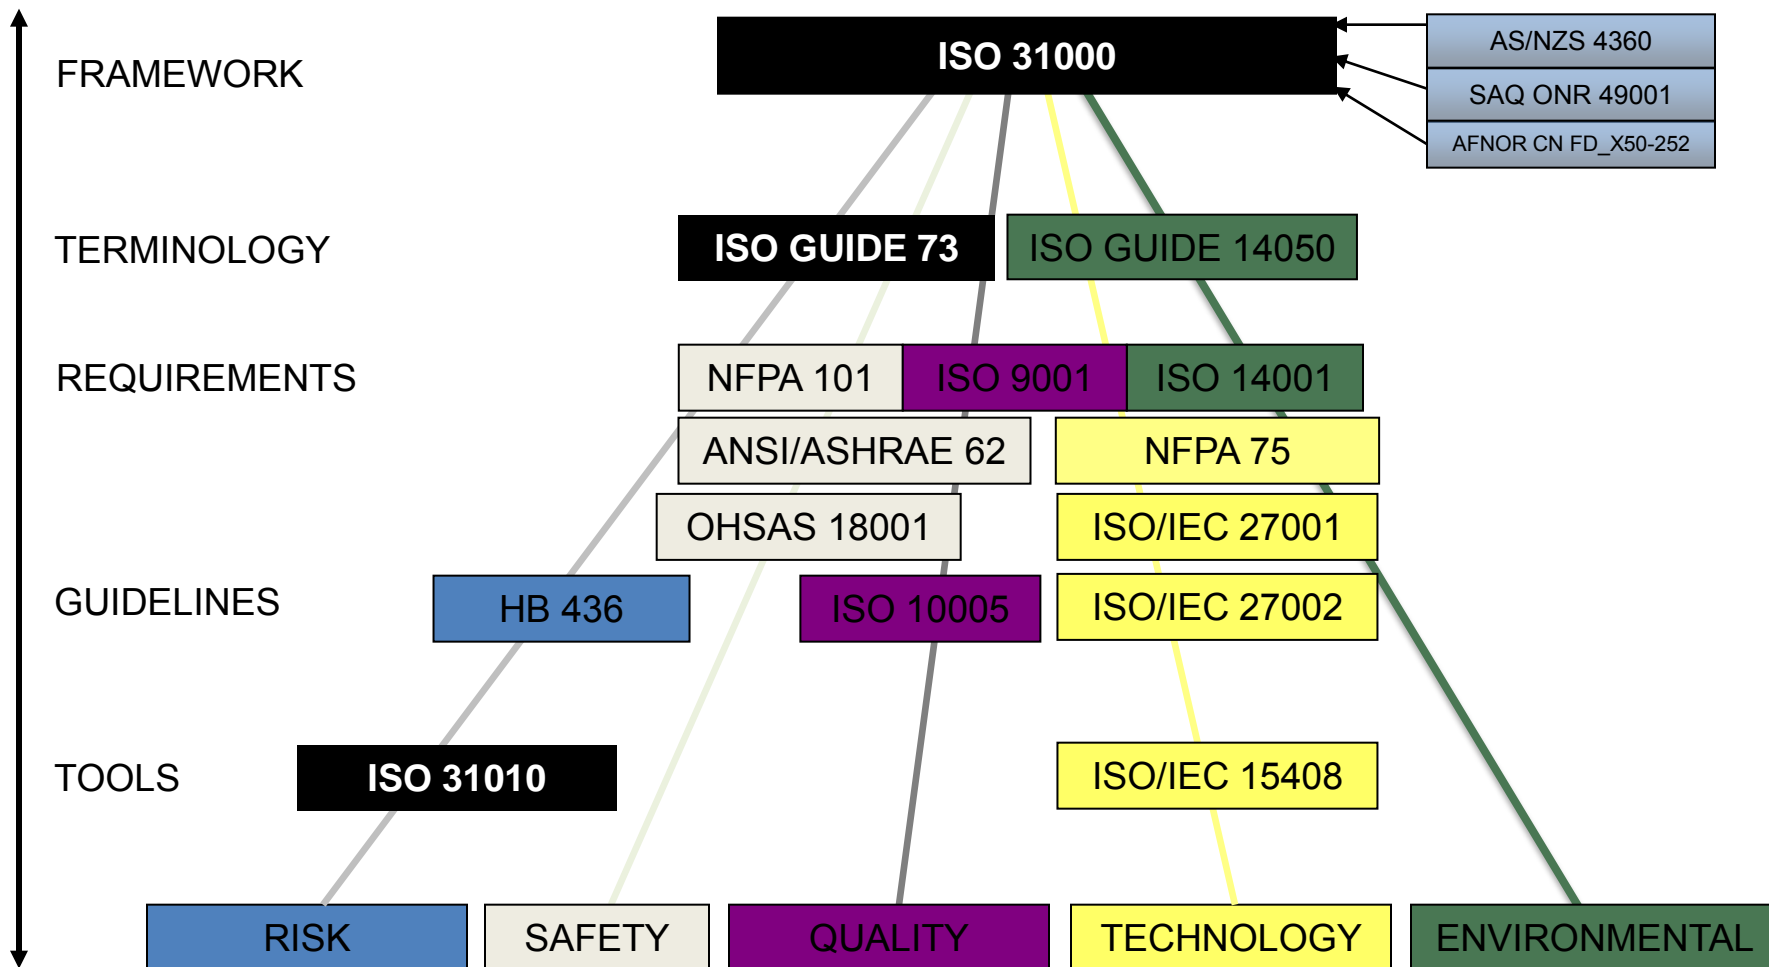 FRAMEWORK
ISO 31000
AS/NZS 4360
SAQ ONR 49001
AFNOR CN FD_X50-252
TERMINOLOGY
ISO GUIDE 73
ISO GUIDE 14050
REQUIREMENTS
NFPA 101
ISO 9001
ISO 14001
ANSI/ASHRAE 62
NFPA 75
OHSAS 18001
ISO/IEC 27001
GUIDELINES
HB 436
ISO 10005
ISO/IEC 27002
TOOLS
ISO 31010
ISO/IEC 15408
RISK
SAFETY
QUALITY
TECHNOLOGY
ENVIRONMENTAL